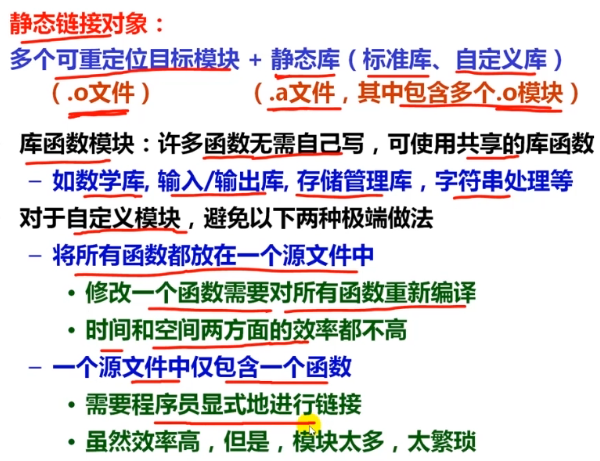 静态链接对象：
多个可重定位目标模块 + 静态库（标准库、自定义库）
（.o文件） （.a文件，其中包含多个.o模块）
库函数模块：许多函数无需自己写，可使用共享的库函数
– 如数学库, 输入/输出库, 存储管理库，字符串处理等
对于自定义模块，避免以下两种极端做法
– 将所有函数都放在一个源文件中
• 修改一个函数需要对所有函数重新编译
• 时间和空间两方面的效率都不高
– 一个源文件中仅包含一个函数
• 需要程序员显式地进行链接
• 虽然效率高，但是，模块太多，太繁琐